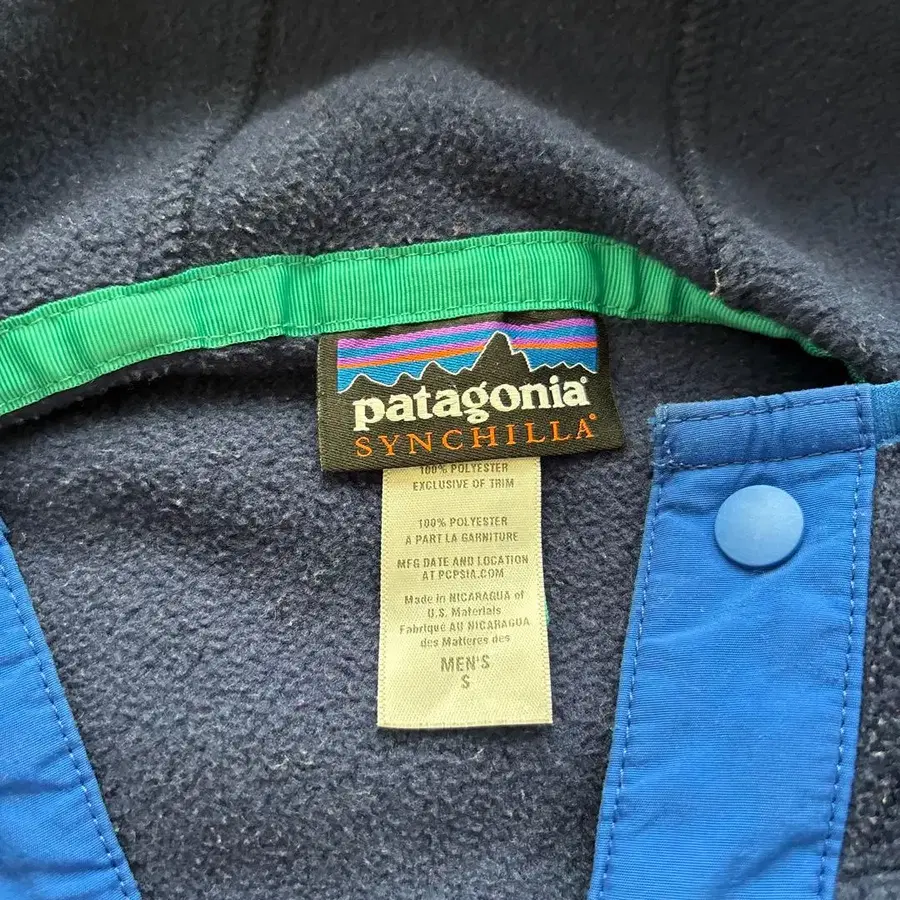 patagonia®
SYNCHILLA®
100% POLYESTER
EXCLUSIVE OF TRIM
100% POLYESTER
A PART LA GARNITURE
MFG DATE AND LOCATION
AT PCPSIA.COM
Made in NICARAGUA of
U.S. Materials
Fabriqué AU NICARAGUA
des Matieres des
MEN'S
S